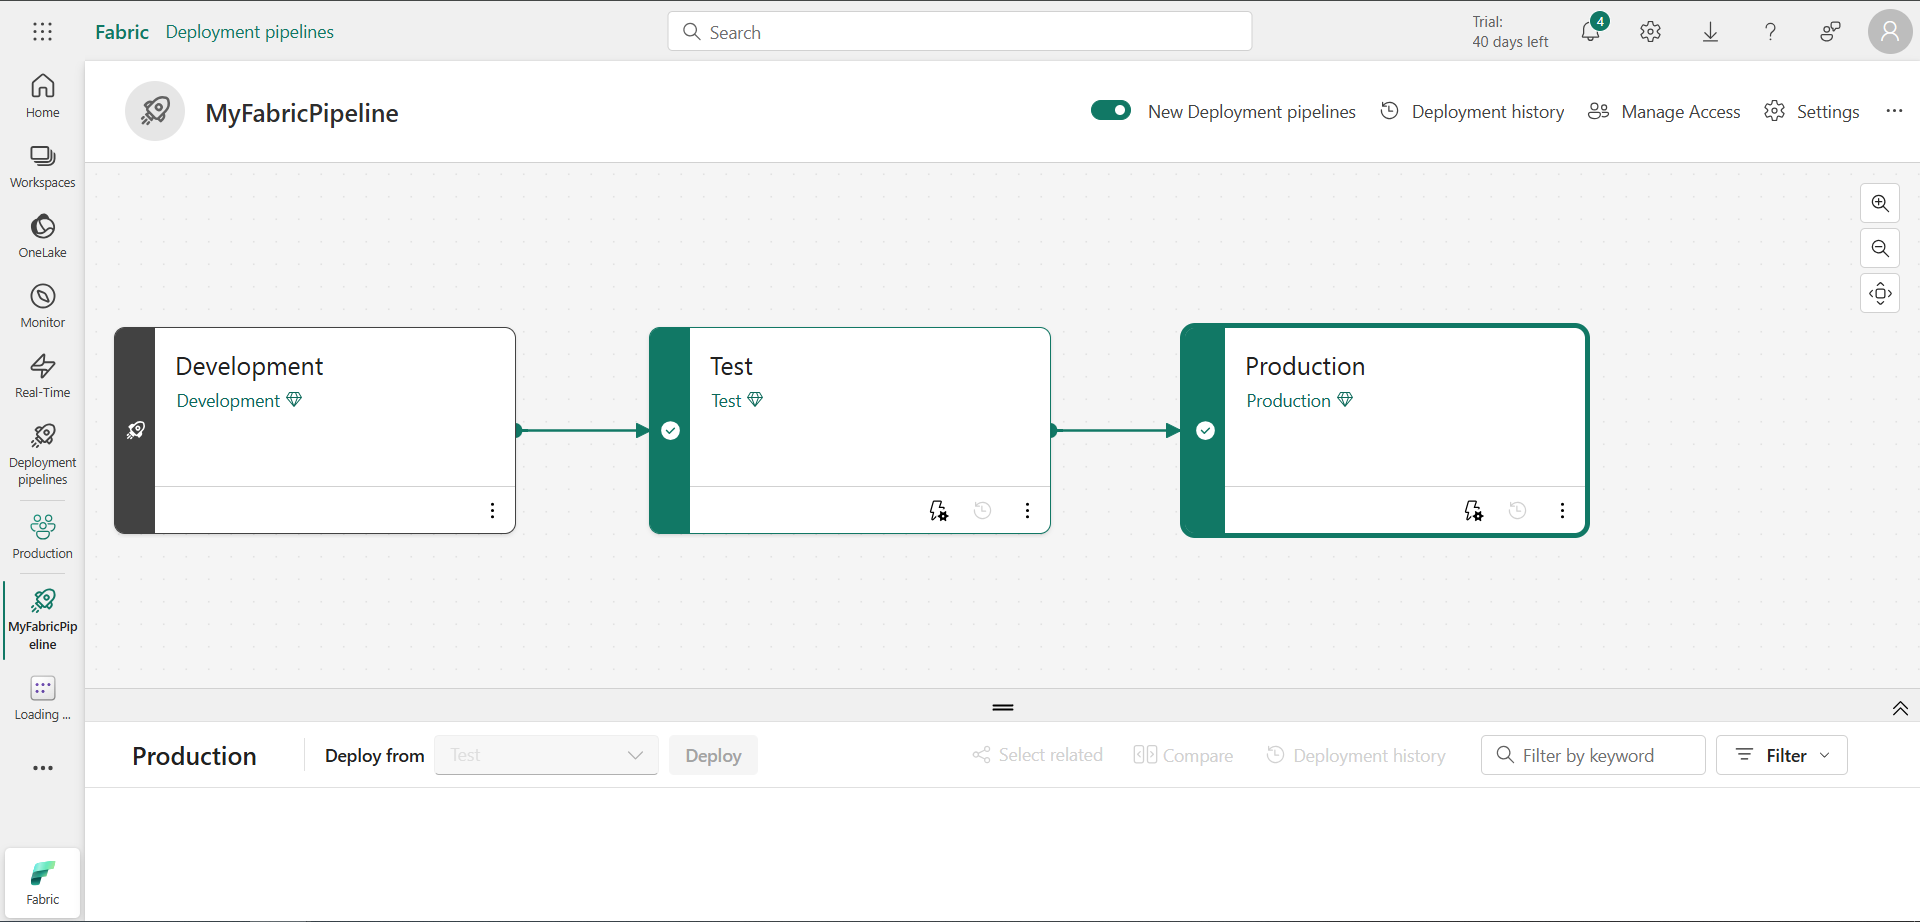 Fabric Deployment pipelines
Search
Trial:
40 days left
4
Home
Workspaces
OneLake
Monitor
Real-Time
Deployment
pipelines
Production
MyFabricPip
eline
Loading ...
Fabric
MyFabricPipeline
New Deployment pipelines
Deployment history
Manage Access
Settings
Development
Development
Test
Test
Production
Production
Production
Deploy from
Test
Deploy
Select related
Compare
Deployment history
Filter by keyword
Filter